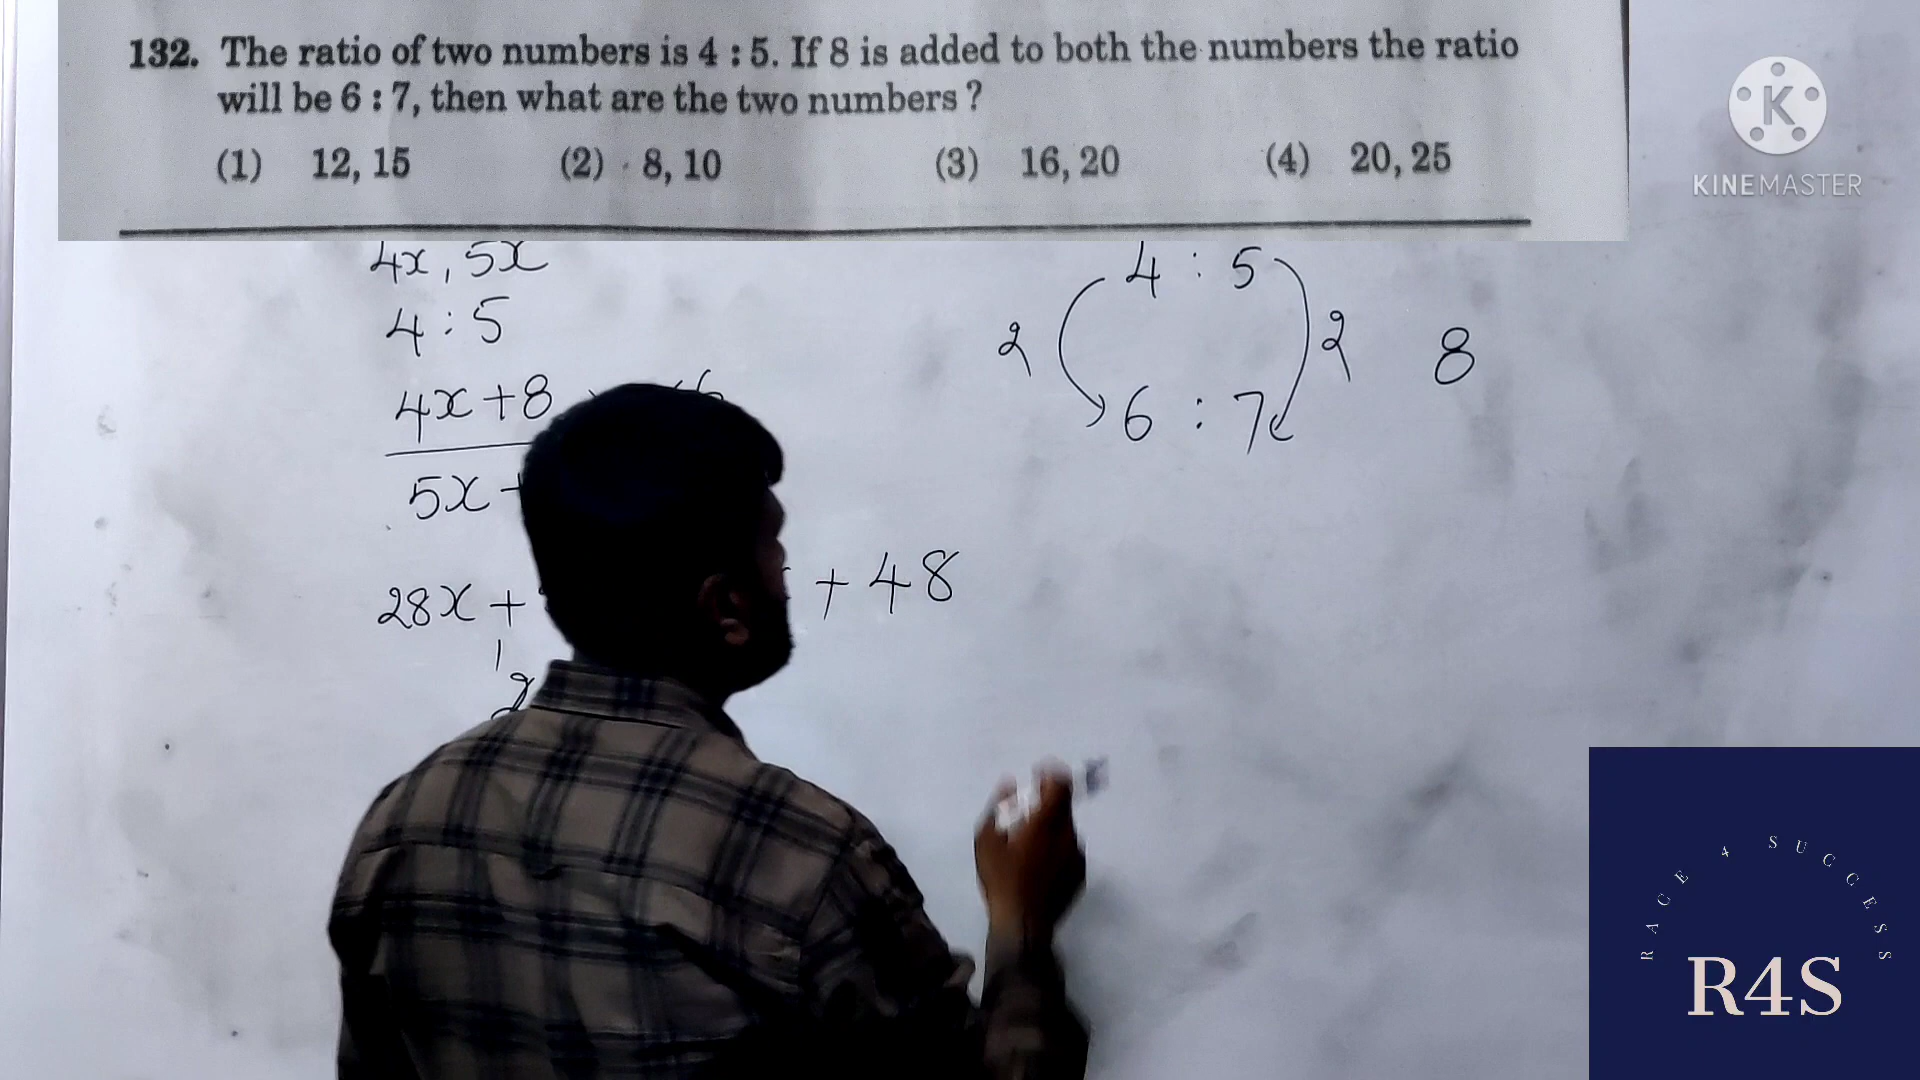 132. The ratio of two numbers is 4 : 5. If 8 is added to both the numbers the ratio
will be 6 : 7, then what are the two numbers ?
(1) 12, 15 (2) 8, 10 (3) 16, 20 (4) 20, 25
K
KINEMASTER
4x, 5x
4 : 5
4x+8 6
5x+
28x + + 48
4 : 5
2 2 8
6 : 7
RACE 4 SUCCESS
R4S